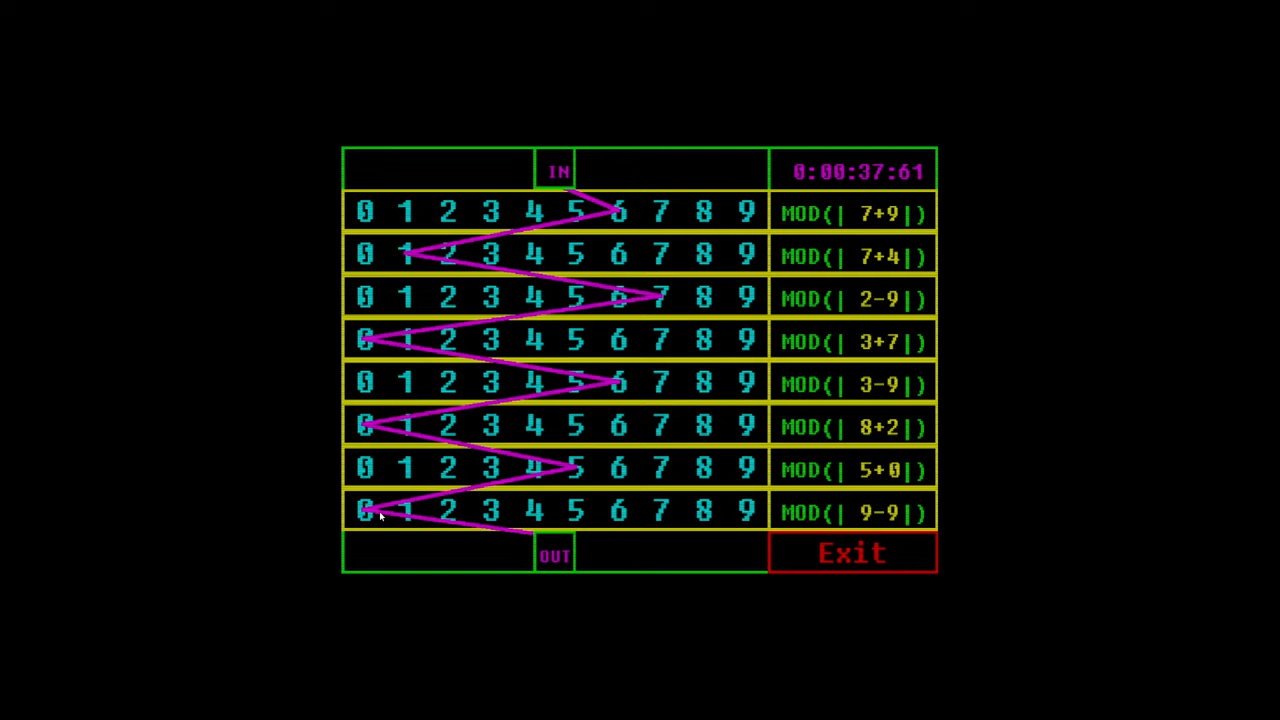 IN 0:00:37:61
0 1 2 3 4 5 6 7 8 9 MOD(| 7+9|)
0 1 2 3 4 5 6 7 8 9 MOD(| 7+4|)
0 1 2 3 4 5 6 7 8 9 MOD(| 2-9|)
0 1 2 3 4 5 6 7 8 9 MOD(| 3+7|)
0 1 2 3 4 5 6 7 8 9 MOD(| 3-9|)
0 1 2 3 4 5 6 7 8 9 MOD(| 8+2|)
0 1 2 3 4 5 6 7 8 9 MOD(| 5+0|)
0 1 2 3 4 5 6 7 8 9 MOD(| 9-9|)
OUT Exit